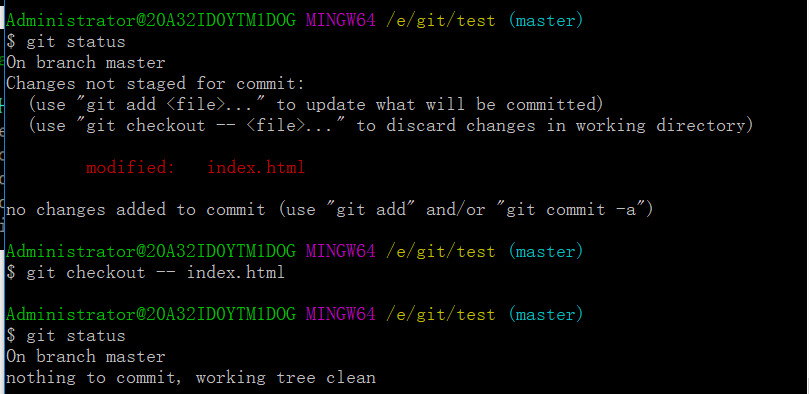 Administrator@20A32ID0YTM1DOG MINGW64 /e/git/test (master)
$ git status
On branch master
Changes not staged for commit:
  (use "git add <file>..." to update what will be committed)
  (use "git checkout -- <file>..." to discard changes in working directory)
        modified:   index.html
no changes added to commit (use "git add" and/or "git commit -a")
Administrator@20A32ID0YTM1DOG MINGW64 /e/git/test (master)
$ git checkout -- index.html
Administrator@20A32ID0YTM1DOG MINGW64 /e/git/test (master)
$ git status
On branch master
nothing to commit, working tree clean